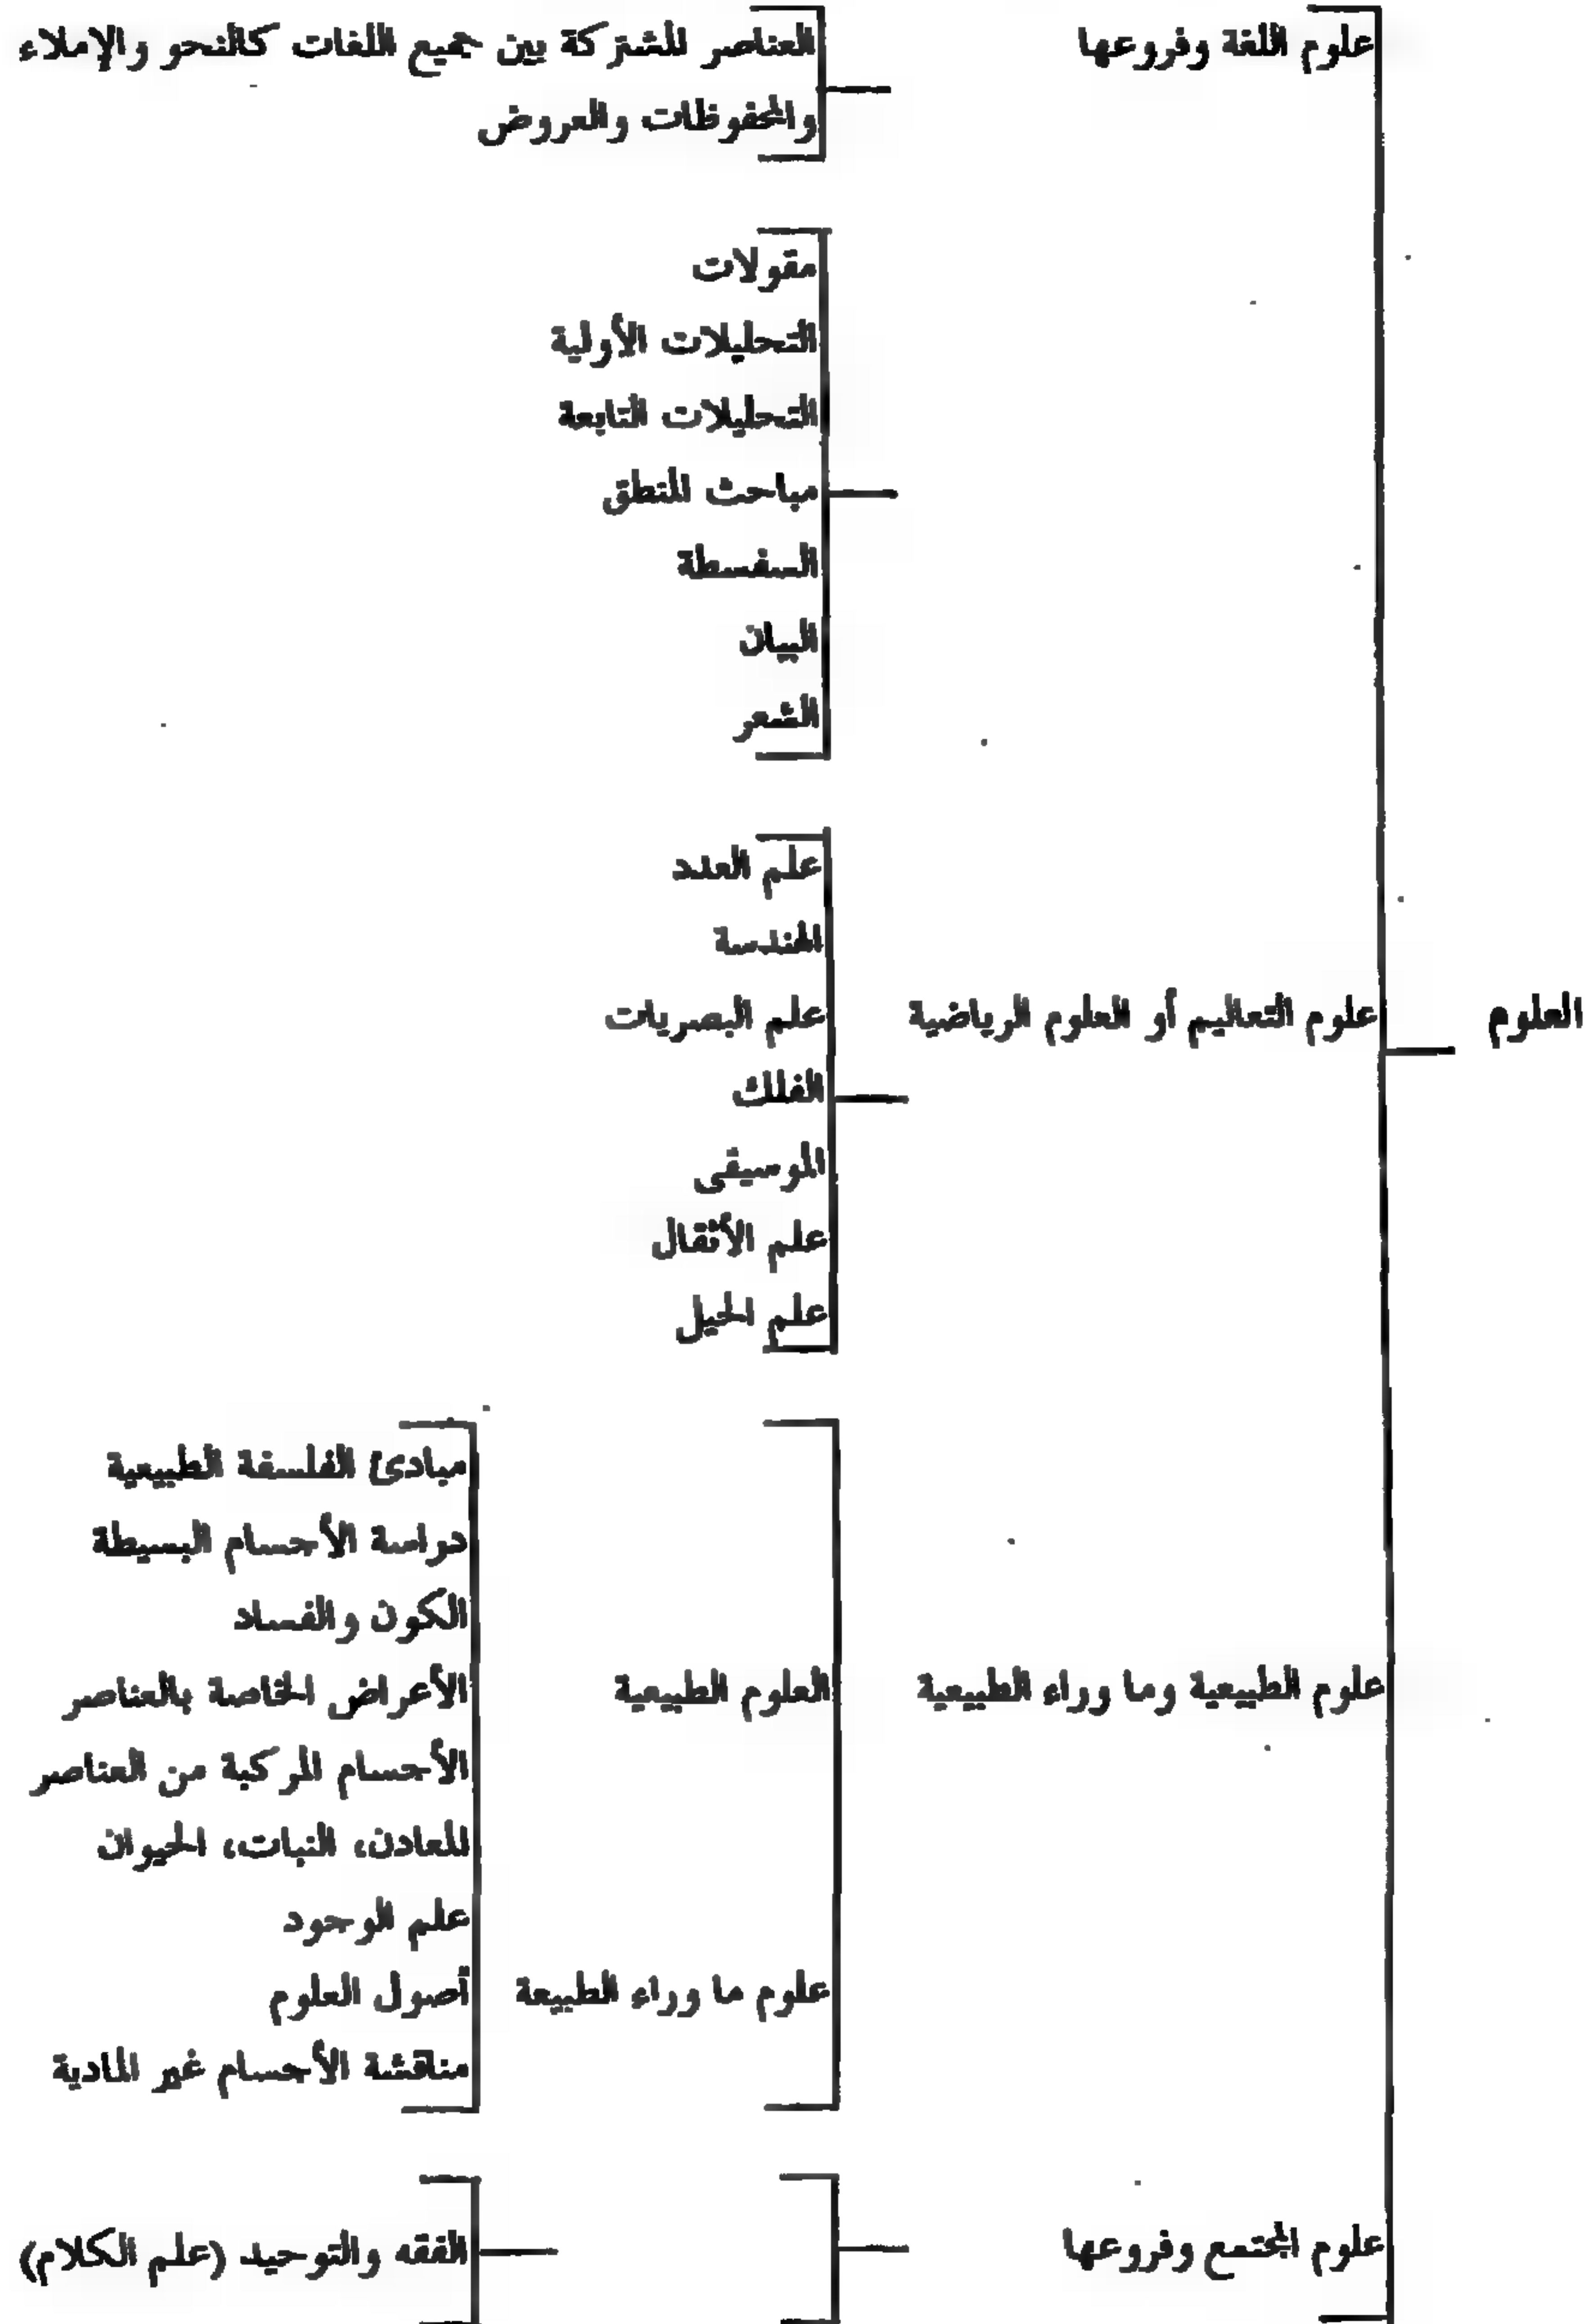 العلوم
علوم اللغة وفروعها
العناصر المشتركة بين جميع اللغات كالنحو والإملاء
والمحفوظات والعروض
مقولات
التحليلات الأولية
التحليلات التابعة
مباحث المنطق
السفسطة
البيان
الشعر
علوم التعاليم أو العلوم الرياضية
علم العدد
الهندسة
علم البصريات
الفلك
الموسيقى
علم الأثقال
علم الحيل
علوم الطبيعية وما وراء الطبيعية
العلوم الطبيعية
مبادئ الفلسفة الطبيعية
دراسة الأجسام البسيطة
الكون والفساد
الأعراض الخاصة بالعناصر
الأجسام المركبة من العناصر
المعادن، النبات، الحيوان
علوم ما وراء الطبيعة
علم الوجود
أصول العلوم
مناقشة الأجسام غير المادية
علوم المجتمع وفروعها
الفقه والتوحيد (علم الكلام)